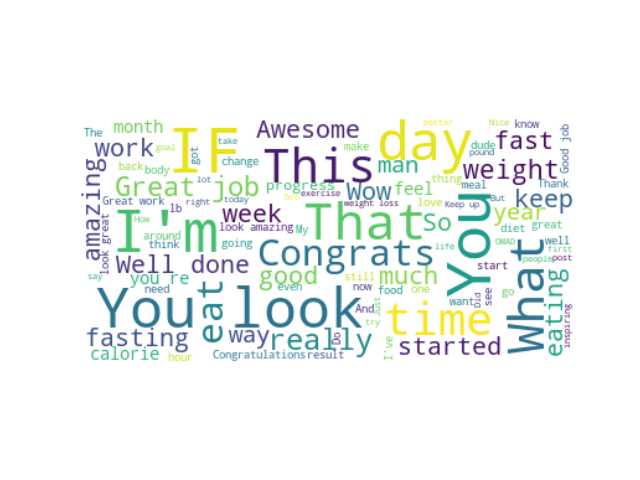 better
Nice
know
The
month
IF
take
Awesome
make
day
dude
fast
Good job
work
goal
got
This
man
pound
amazing
back
body
change
weight
thing
meal
Thank
Great job
progress
Wow
feel
But
keep
Great work
right
lot
today
exercise
bro
weight loss
love
Keep up
You
year
look great
I'm
lb
week
My
That
So
diet
great
How
around
think
going
look amazing
Congrats
life
OMAD
well
What
first
people
post
Well done
start
say
you re
good
still
much
eating
need
eat
even
now
food
one
want
Did
see
go
inspiring
You look
And
just
try
time
fasting
way
really
Do
I've
started
calorie
hour
Congratulations
result